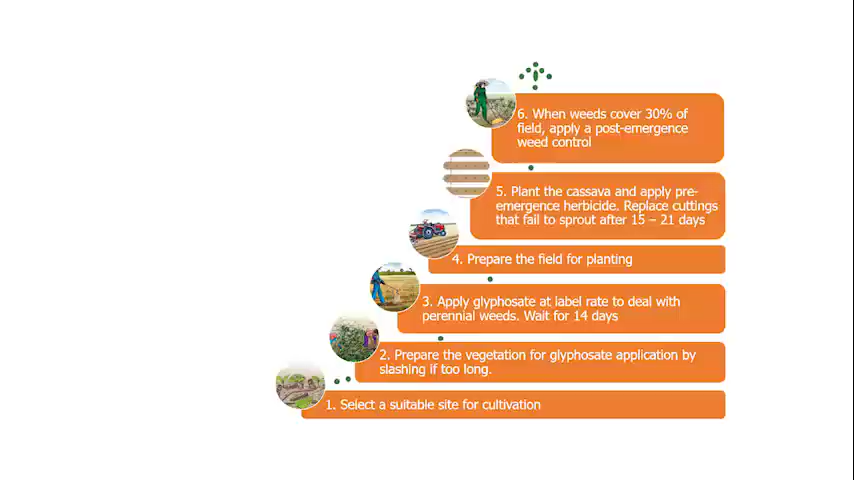 6. When weeds cover 30% of
field, apply a post-emergence
weed control
5. Plant the cassava and apply pre-
emergence herbicide. Replace cuttings
that fail to sprout after 15 – 21 days
4. Prepare the field for planting
3. Apply glyphosate at label rate to deal with
perennial weeds. Wait for 14 days
2. Prepare the vegetation for glyphosate application by
slashing if too long.
1. Select a suitable site for cultivation